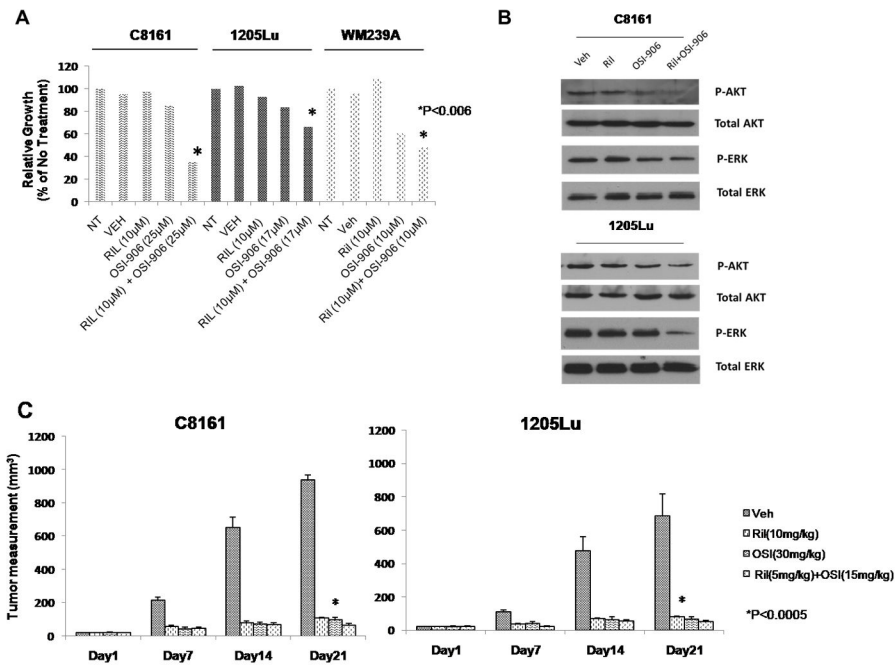 A
C8161 1205Lu WM239A
Relative Growth
(% of No Treatment)
120
100
80
60
40
20
0
*
*
*P<0.006
*
NT
VEH
RIL (10µM)
OSI-906 (25µM)
RIL (10µM) + OSI-906 (25µM)
NT
VEH
RIL (10µM)
OSI-906 (17µM)
RIL (10µM) + OSI-906 (17µM)
NT
Veh
Ril (10µM)
OSI-906 (10µM)
Ril (10µM)+ OSI-906 (10µM)
B
C8161
Veh Ril OSI-906 Ril+OSI-906
P-AKT
Total AKT
P-ERK
Total ERK
1205Lu
P-AKT
Total AKT
P-ERK
Total ERK
C
C8161
Tumor measurement (mm³)
1200
1000
800
600
400
200
0
*
Day1 Day7 Day14 Day21
1205Lu
1200
1000
800
600
400
200
0
*
Day1 Day7 Day14 Day21
Veh
Ril(10mg/kg)
OSI(30mg/kg)
Ril(5mg/kg)+OSI(15mg/kg)
*P<0.0005